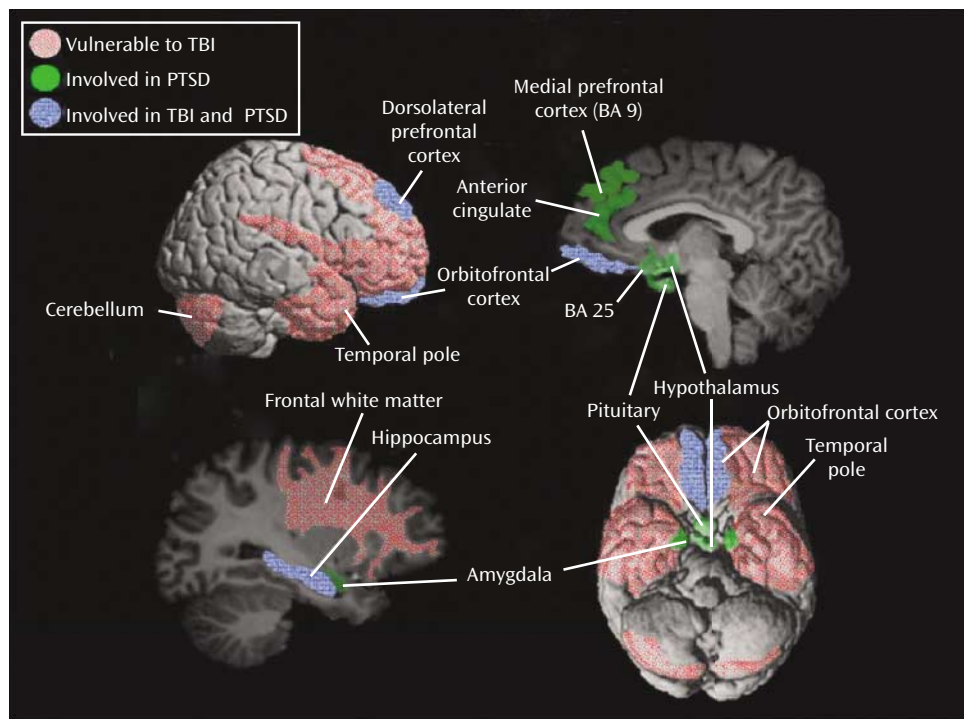 Vulnerable to TBI
Involved in PTSD
Involved in TBI and PTSD
Dorsolateral
prefrontal
cortex
Medial prefrontal
cortex (BA 9)
Anterior
cingulate
Orbitofrontal
cortex
BA 25
Cerebellum
Temporal pole
Frontal white matter
Hippocampus
Hypothalamus
Pituitary
Orbitofrontal cortex
Temporal
pole
Amygdala